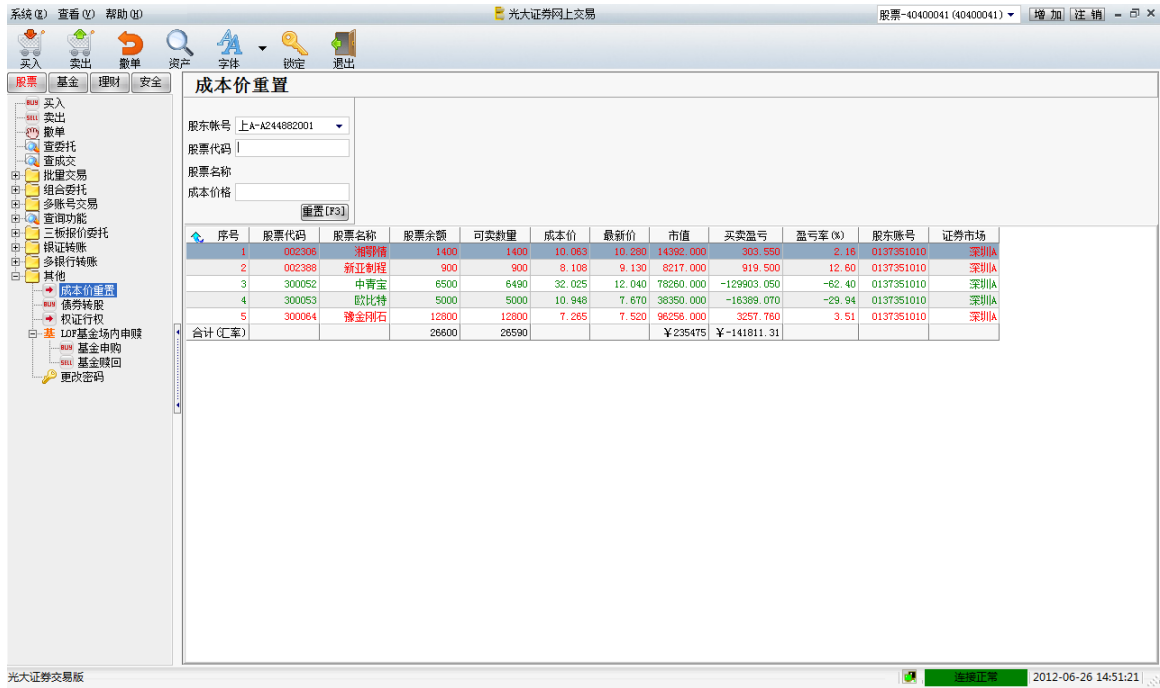 系统(E) 查看(V) 帮助(H) 光大证券网上交易 股票-40400041(40400041) 增 加 注 销
买入 卖出 撤单 资产 字体 锁定 退出
股票 基金 理财 安全
买入
卖出
撤单
查委托
查成交
批量交易
组合委托
多账号交易
查询功能
三板报价委托
银证转账
多银行转账
其他
成本价重置
债券转股
权证行权
基 LOF基金场内申赎
BUY 基金申购
SELL 基金赎回
更改密码
成本价重置
股东帐号 上A-A244882001
股票代码
股票名称
成本价格
重置[F3]
序号 股票代码 股票名称 股票余额 可卖数量 成本价 最新价 市值 买卖盈亏 盈亏率(%) 股东账号 证券市场
1 002306 湘鄂情 1400 1400 10.063 10.280 14392.000 303.550 2.16 0137351010 深圳A
2 002388 新亚制程 900 900 8.108 9.130 8217.000 919.500 12.60 0137351010 深圳A
3 300052 中青宝 6500 6490 32.025 12.040 78260.000 -129903.050 -62.40 0137351010 深圳A
4 300053 欧比特 5000 5000 10.948 7.670 38350.000 -16389.070 -29.94 0137351010 深圳A
5 300064 豫金刚石 12800 12800 7.265 7.520 96256.000 3257.760 3.51 0137351010 深圳A
合计(汇率) 26600 26590 ￥235475 ￥-141811.31
光大证券交易版 连接正常 2012-06-26 14:51:21